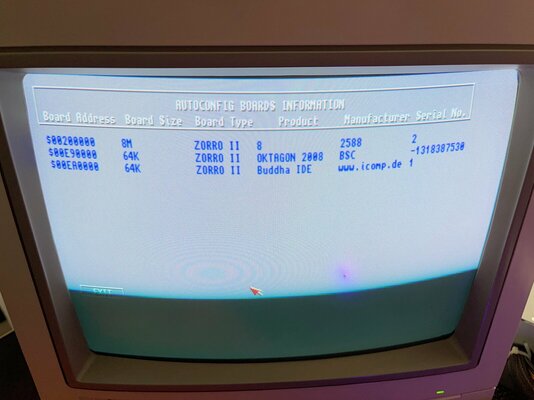 AUTOCONFIG BOARDS INFORMATION
Board Address Board Size Board Type Product Manufacturer Serial No.
$00200000 8M ZORRO II 8 2588 2
$00E90000 64K ZORRO II OKTAGON 2008 BSC -1318387530
$00EA0000 64K ZORRO II Buddha IDE www.icomp.de 1
EXIT